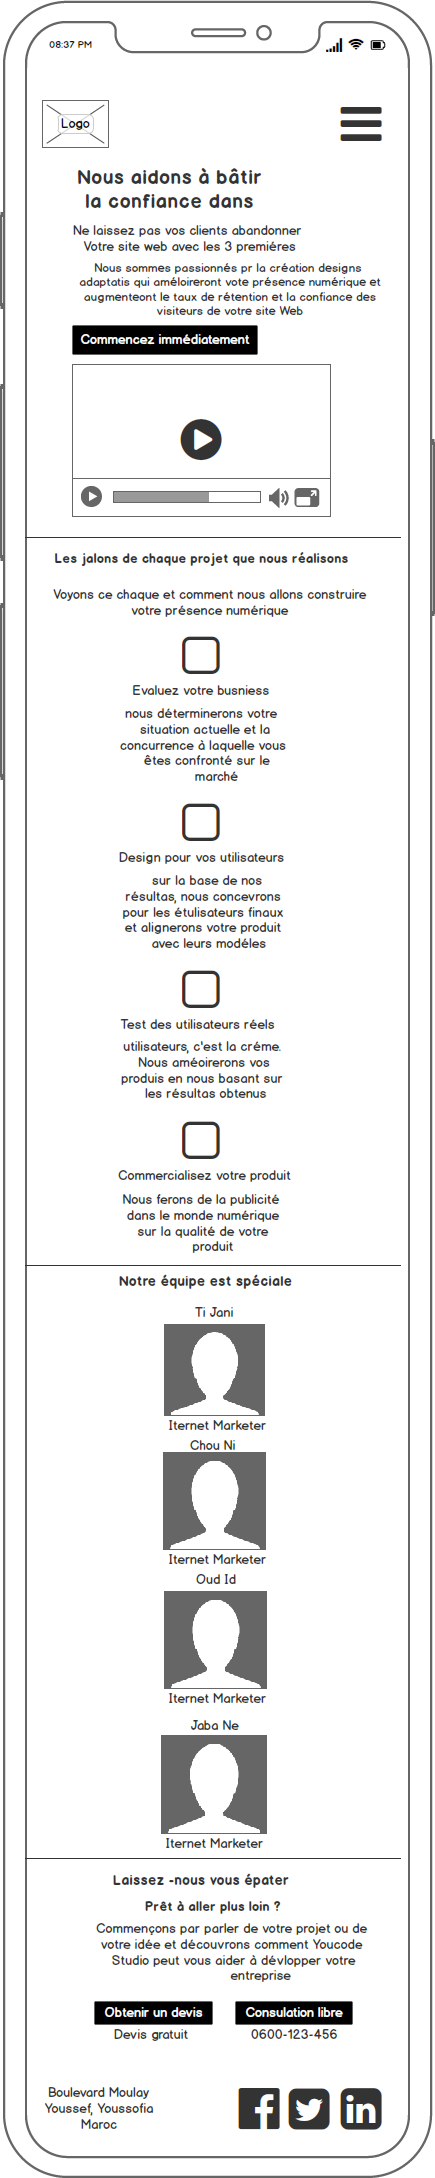 08:37 PM
Logo
Nous aidons à bâtir
la confiance dans
Ne laissez pas vos clients abandonner
Votre site web avec les 3 premiéres
Nous sommes passionnés pr la création designs
adaptatis qui améloireront vote présence numérique et
augmenteont le taux de rétention et la confiance des
visiteurs de votre site Web
Commencez immédiatement
Les jalons de chaque projet que nous réalisons
Voyons ce chaque et comment nous allons construire
votre présence numérique
Evaluez votre busniess
nous déterminerons votre
situation actuelle et la
concurrence à laquelle vous
êtes confronté sur le
marché
Design pour vos utilisateurs
sur la base de nos
résultas, nous concevrons
pour les étulisateurs finaux
et alignerons votre produit
avec leurs modéles
Test des utilisateurs réels
utilisateurs, c'est la créme.
Nous améoirerons vos
produis en nous basant sur
les résultas obtenus
Commercialisez votre produit
Nous ferons de la publicité
dans le monde numérique
sur la qualité de votre
produit
Notre équipe est spéciale
Ti Jani
Iternet Marketer
Chou Ni
Iternet Marketer
Oud Id
Iternet Marketer
Jaba Ne
Iternet Marketer
Laissez -nous vous épater
Prêt à aller plus loin ?
Commençons par parler de votre projet ou de
votre idée et découvrons comment Youcode
Studio peut vous aider à dévlopper votre
entreprise
Obtenir un devis
Consulation libre
Devis gratuit
0600-123-456
Boulevard Moulay
Youssef, Youssofia
Maroc